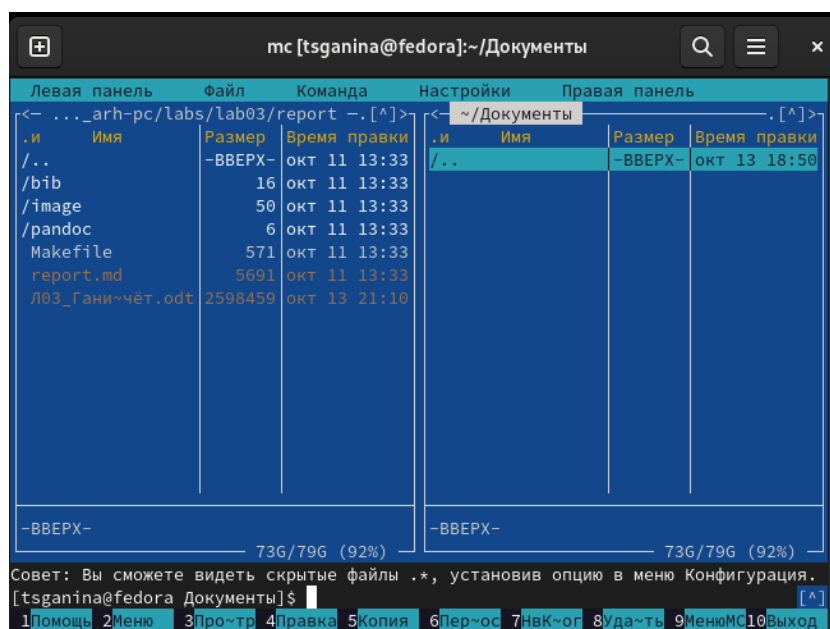 mc [tsganina@fedora]:~/Документы
Левая панель Файл Команда Настройки Правая панель
<— ..._arh-pc/labs/lab03/report —.[^]> <— ~/Документы .[^]>
.и Имя Размер Время правки .и Имя Размер Время правки
/.. -ВВЕРХ- окт 11 13:33 /.. -ВВЕРХ- окт 13 18:50
/bib 16 окт 11 13:33
/image 50 окт 11 13:33
/pandoc 6 окт 11 13:33
Makefile 571 окт 11 13:33
report.md 5691 окт 11 13:33
Л03_Гани~чёт.odt 2598459 окт 13 21:10
-ВВЕРХ- -ВВЕРХ-
73G/79G (92%) 73G/79G (92%)
Совет: Вы сможете видеть скрытые файлы .*, установив опцию в меню Конфигурация.
[tsganina@fedora Документы]$ [^]
1Помощь 2Меню 3Про~тр 4Правка 5Копия 6Пер~ос 7НвК~ог 8Уда~ть 9МенюМС 10Выход